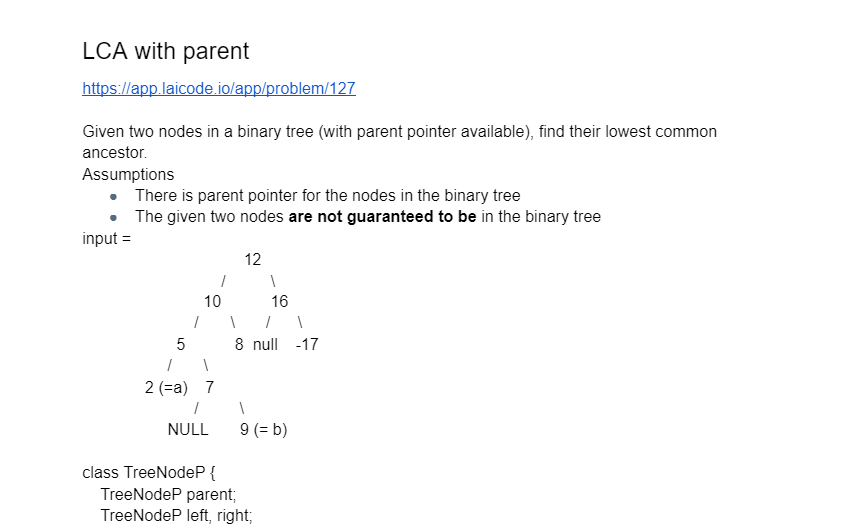 LCA with parent
https://app.laicode.io/app/problem/127
Given two nodes in a binary tree (with parent pointer available), find their lowest common
ancestor.
Assumptions
● There is parent pointer for the nodes in the binary tree
● The given two nodes are not guaranteed to be in the binary tree
input =
12
/ \
10 16
/ \ / \
5 8 null -17
/ \
2 (=a) 7
/ \
NULL 9 (= b)
class TreeNodeP {
TreeNodeP parent;
TreeNodeP left, right;